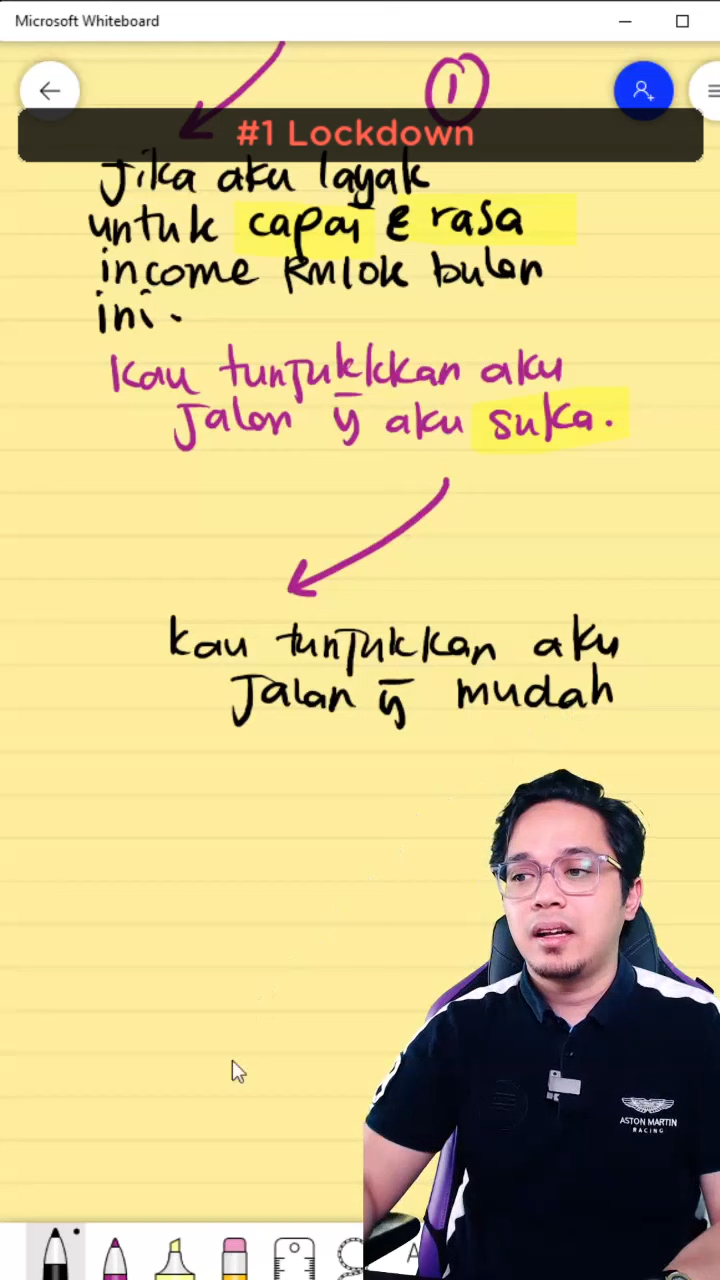 Microsoft Whiteboard
1
#1 Lockdown
Jika aku layak
untuk capai & rasa
income RM10k bulan
ini.
kau tunjukkkan aku
Jalan ȳ aku suka.
kau tunjukkan aku
Jalan ȳ mudah
ASTON MARTIN
RACING
A